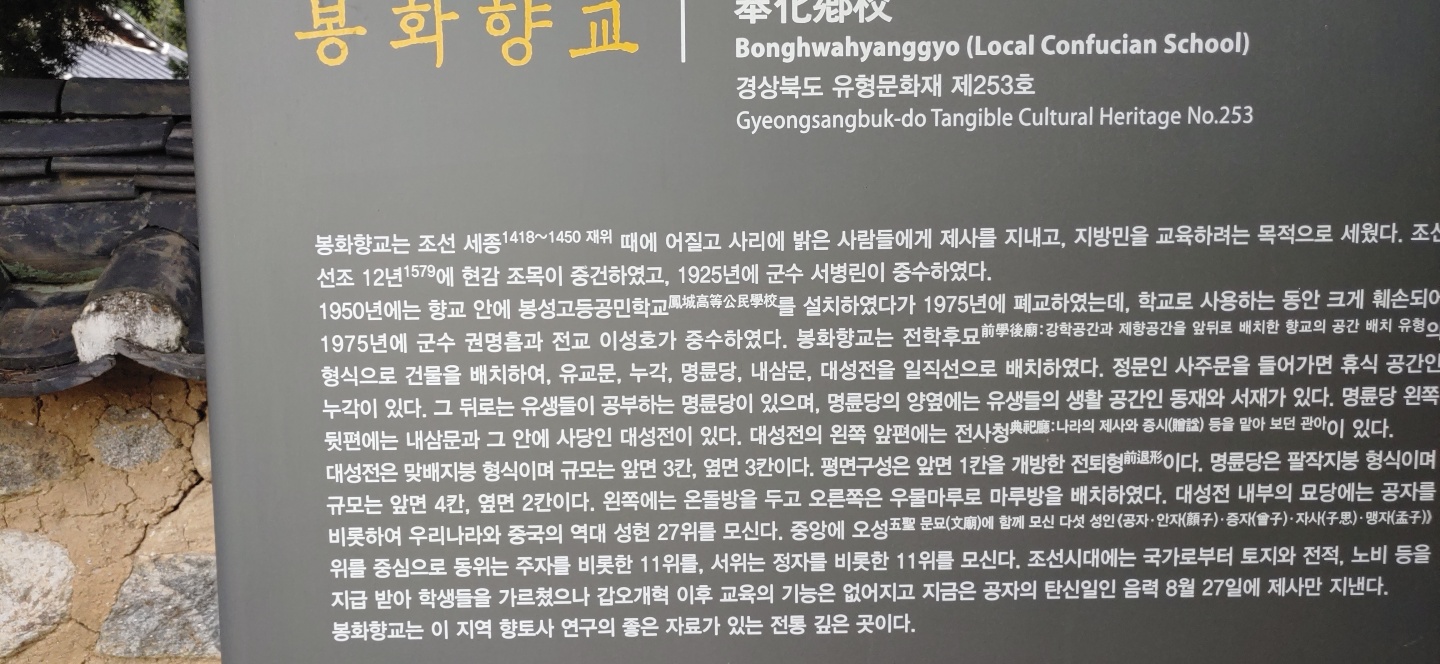 봉화향교
奉化鄕校
Bonghwahyanggyo (Local Confucian School)
경상북도 유형문화재 제253호
Gyeongsangbuk-do Tangible Cultural Heritage No.253
봉화향교는 조선 세종1418~1450 재위 때에 어질고 사리에 밝은 사람들에게 제사를 지내고, 지방민을 교육하려는 목적으로 세웠다. 조선
선조 12년1579에 현감 조목이 중건하였고, 1925년에 군수 서병린이 중수하였다.
1950년에는 향교 안에 봉성고등공민학교鳳城高等公民學校를 설치하였다가 1975년에 폐교하였는데, 학교로 사용하는 동안 크게 훼손되어
1975년에 군수 권명흠과 전교 이성호가 중수하였다. 봉화향교는 전학후묘前學後廟:강학공간과 제향공간을 앞뒤로 배치한 향교의 공간 배치 유형의
형식으로 건물을 배치하여, 유교문, 누각, 명륜당, 내삼문, 대성전을 일직선으로 배치하였다. 정문인 사주문을 들어가면 휴식 공간인
누각이 있다. 그 뒤로는 유생들이 공부하는 명륜당이 있으며, 명륜당의 양옆에는 유생들의 생활 공간인 동재와 서재가 있다. 명륜당 왼쪽
뒷편에는 내삼문과 그 안에 사당인 대성전이 있다. 대성전의 왼쪽 앞편에는 전사청典祀廳:나라의 제사와 증시(贈諡) 등을 맡아 보던 관아이 있다.
대성전은 맞배지붕 형식이며 규모는 앞면 3칸, 옆면 3칸이다. 평면구성은 앞면 1칸을 개방한 전퇴형前退形이다. 명륜당은 팔작지붕 형식이며
규모는 앞면 4칸, 옆면 2칸이다. 왼쪽에는 온돌방을 두고 오른쪽은 우물마루로 마루방을 배치하였다. 대성전 내부의 묘당에는 공자를
비롯하여 우리나라와 중국의 역대 성현 27위를 모신다. 중앙에 오성五聖 문묘(文廟)에 함께 모신 다섯 성인《공자·안자(顔子)·증자(曾子)·자사(子思)·맹자(孟子)》
위를 중심으로 동위는 주자를 비롯한 11위를, 서위는 정자를 비롯한 11위를 모신다. 조선시대에는 국가로부터 토지와 전적, 노비 등을
지급 받아 학생들을 가르쳤으나 갑오개혁 이후 교육의 기능은 없어지고 지금은 공자의 탄신일인 음력 8월 27일에 제사만 지낸다.
봉화향교는 이 지역 향토사 연구의 좋은 자료가 있는 전통 깊은 곳이다.